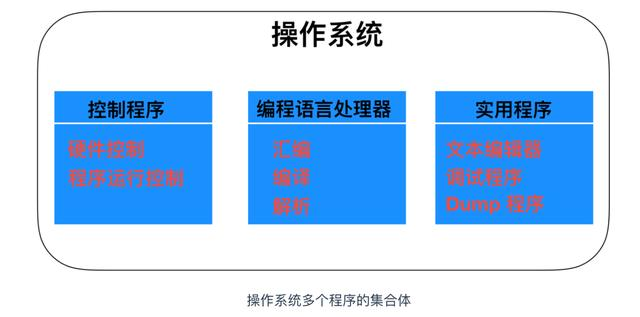 操作系统
控制程序
硬件控制
程序运行控制
编程语言处理器
汇编
编译
解析
实用程序
文本编辑器
调试程序
Dump 程序
操作系统多个程序的集合体